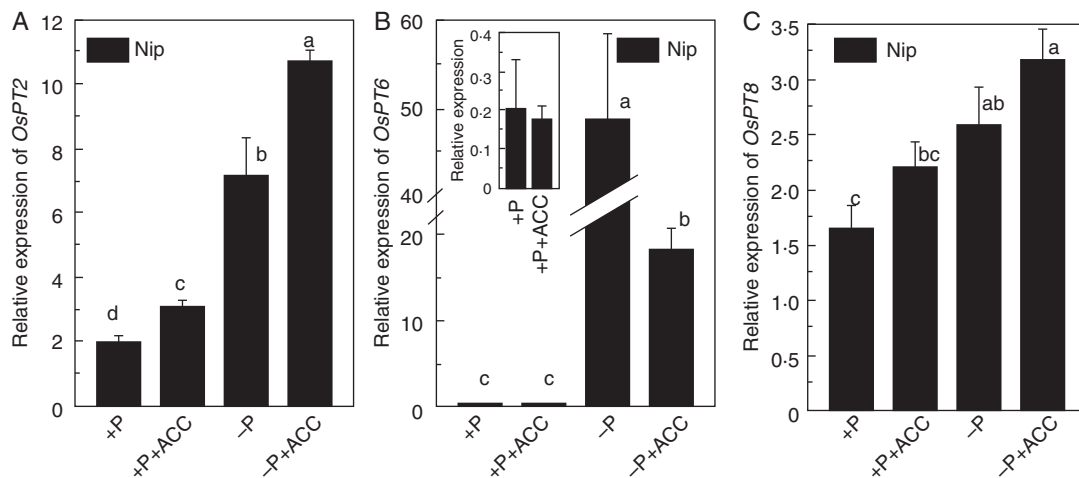 A
Relative expression of OsPT2
12
10
8
6
4
2
0
Nip
d
c
b
a
+P
+P+ACC
–P
–P+ACC
B
Relative expression of OsPT6
60
50
40
20
10
0
Relative expression
0·4
0·3
0·2
0·1
0
+P
+P+ACC
Nip
c
c
a
b
+P
+P+ACC
–P
–P+ACC
C
Relative expression of OsPT8
3·5
3·0
2·5
2·0
1·5
1·0
0·5
0
Nip
c
bc
ab
a
+P
+P+ACC
–P
–P+ACC